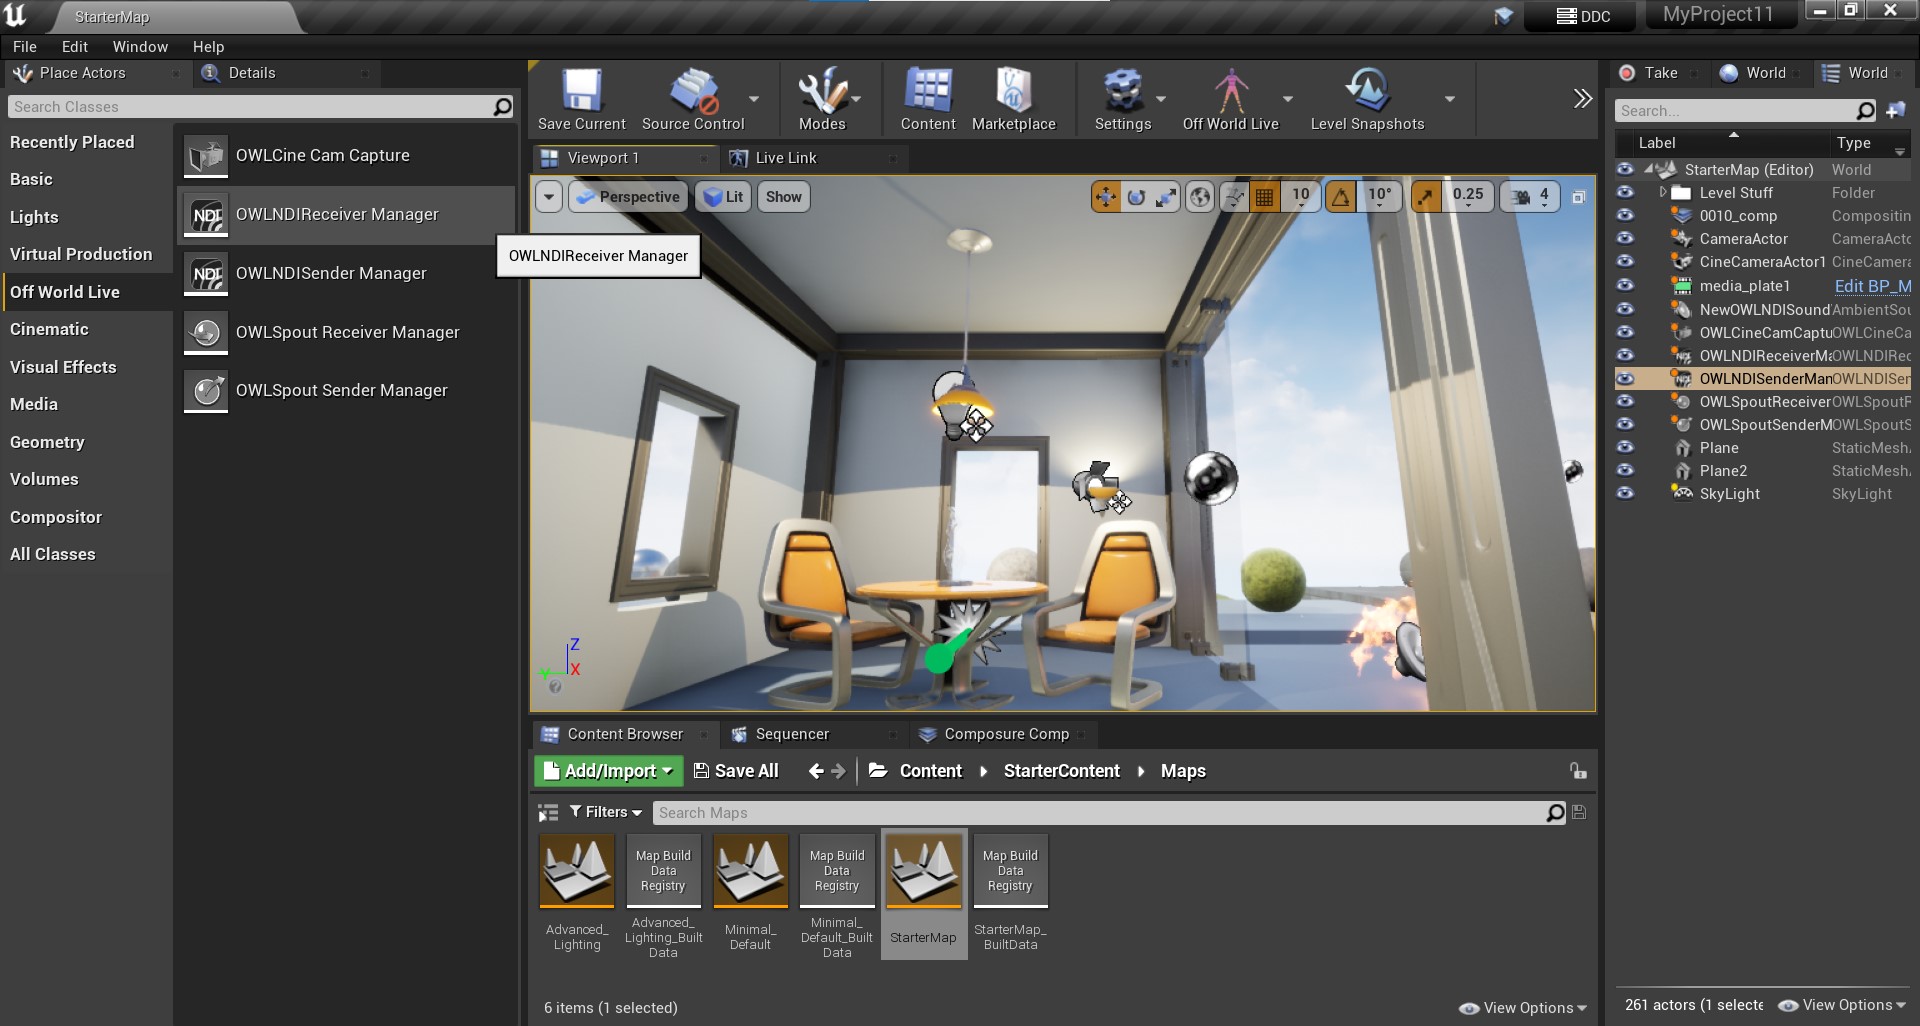 StarterMap
DDC
MyProject11
File Edit Window Help
Place Actors
Details
Search Classes
Recently Placed
Basic
Lights
Virtual Production
Off World Live
Cinematic
Visual Effects
Media
Geometry
Volumes
Compositor
All Classes
OWLCine Cam Capture
OWLNDIReceiver Manager
OWLNDISender Manager
OWLSpout Receiver Manager
OWLSpout Sender Manager
OWLNDIReceiver Manager
Save Current
Source Control
Modes
Content
Marketplace
Settings
Off World Live
Level Snapshots
Viewport 1
Live Link
Perspective
Lit
Show
10
10°
0.25
4
Z
X
Y
Content Browser
Sequencer
Composure Comp
Add/Import
Save All
Content
StarterContent
Maps
Filters
Search Maps
Map Build
Data
Registry
Map Build
Data
Registry
Map Build
Data
Registry
Advanced_
Lighting
Advanced_
Lighting_Built
Data
Minimal_
Default
Minimal_
Default_Built
Data
StarterMap
StarterMap_
BuiltData
6 items (1 selected)
View Options
Take
World
World
Search...
Label Type
StarterMap (Editor) World
Level Stuff Folder
0010_comp Compositin
CameraActor CameraActo
CineCameraActor1 CineCamera
media_plate1 Edit BP_M
NewOWLNDISound AmbientSou
OWLCineCamCaptu OWLCineCa
OWLNDIReceiverMa OWLNDIRec
OWLNDISenderMan OWLNDISen
OWLSpoutReceiver OWLSpoutR
OWLSpoutSenderM OWLSpoutS
Plane StaticMesh
Plane2 StaticMesh
SkyLight SkyLight
261 actors (1 selecte
View Options